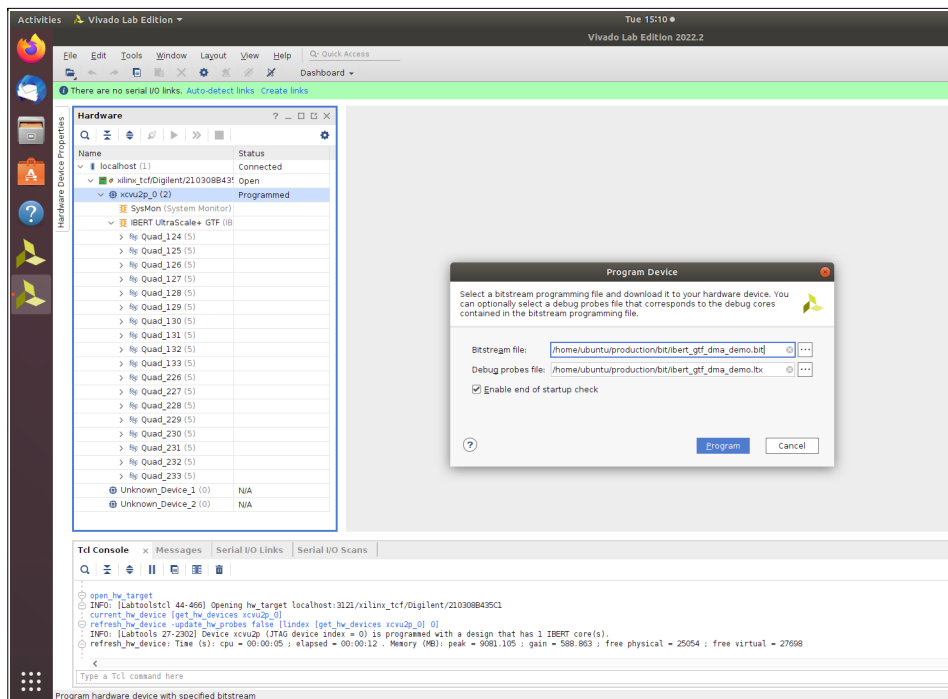 Activities Vivado Lab Edition Tue 15:10
Vivado Lab Edition 2022.2
File Edit Tools Window Layout View Help Quick Access
Dashboard
There are no serial I/O links. Auto-detect links Create links
Hardware Device Properties
Hardware ? _
Name Status
localhost (1) Connected
xilinx_tcf/Digilent/210308B435 Open
xcvu2p_0 (2) Programmed
SysMon (System Monitor)
IBERT UltraScale+ GTF (IB
Quad_124 (5)
Quad_125 (5)
Quad_126 (5)
Quad_127 (5)
Quad_128 (5)
Quad_129 (5)
Quad_130 (5)
Quad_131 (5)
Quad_132 (5)
Quad_133 (5)
Quad_226 (5)
Quad_227 (5)
Quad_228 (5)
Quad_229 (5)
Quad_230 (5)
Quad_231 (5)
Quad_232 (5)
Quad_233 (5)
Unknown_Device_1 (0) N/A
Unknown_Device_2 (0) N/A
Program Device
Select a bitstream programming file and download it to your hardware device. You
can optionally select a debug probes file that corresponds to the debug cores
contained in the bitstream programming file.
Bitstream file: /home/ubuntu/production/bit/ibert_gtf_dma_demo.bit
Debug probes file: /home/ubuntu/production/bit/ibert_gtf_dma_demo.ltx
Enable end of startup check
? Program Cancel
Tcl Console x Messages Serial I/O Links Serial I/O Scans
open_hw_target
INFO: [Labtoolstcl 44-466] Opening hw_target localhost:3121/xilinx_tcf/Digilent/210308B435C1
current_hw_device [get_hw_devices xcvu2p_0]
refresh_hw_device -update_hw_probes false [lindex [get_hw_devices xcvu2p_0] 0]
INFO: [Labtools 27-2302] Device xcvu2p (JTAG device index = 0) is programmed with a design that has 1 IBERT core(s).
refresh_hw_device: Time (s): cpu = 00:00:05 ; elapsed = 00:00:12 . Memory (MB): peak = 9081.105 ; gain = 588.863 ; free physical = 25054 ; free virtual = 27698
Type a Tcl command here
Program hardware device with specified bitstream